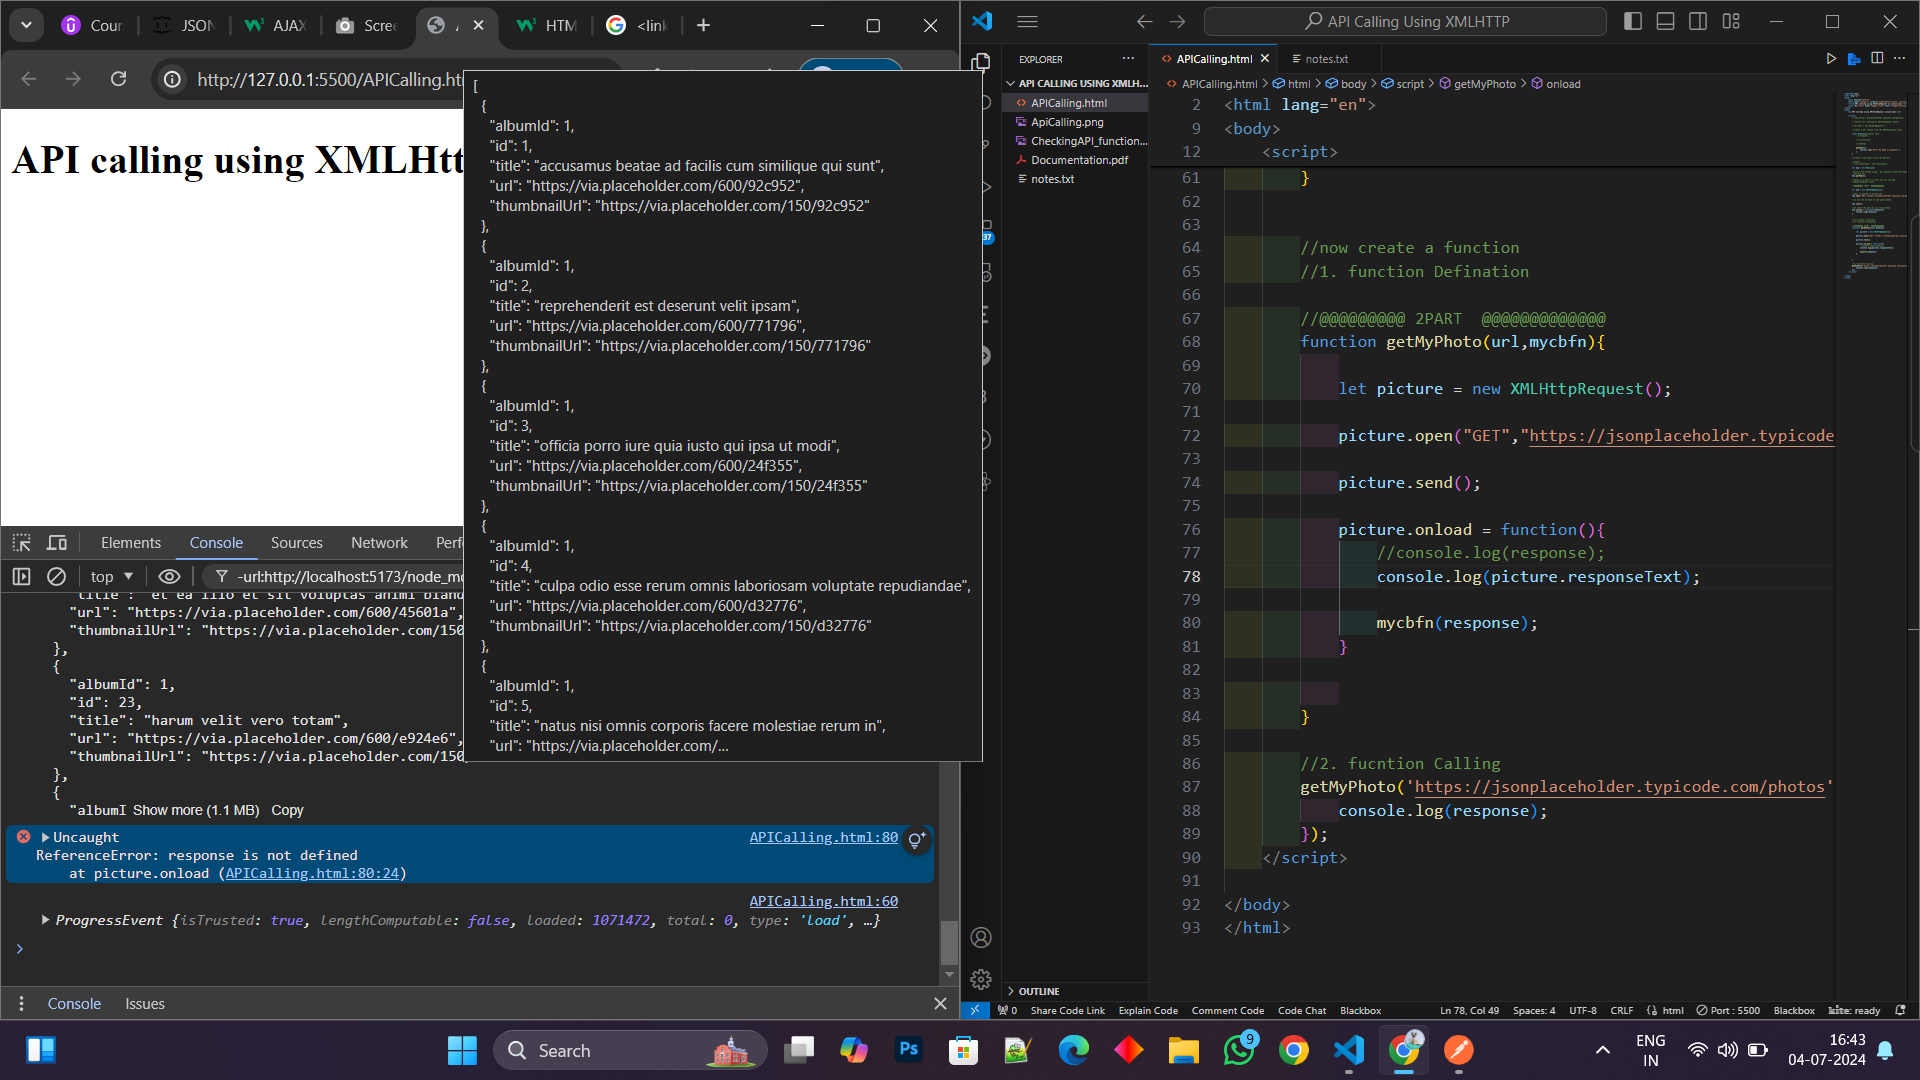 Cour
JSON
AJAX
Scree
HTM
<link
http://127.0.0.1:5500/APICalling.htm
API calling using XMLHtt
[
{
"albumId": 1,
"id": 1,
"title": "accusamus beatae ad facilis cum similique qui sunt",
"url": "https://via.placeholder.com/600/92c952",
"thumbnailUrl": "https://via.placeholder.com/150/92c952"
},
{
"albumId": 1,
"id": 2,
"title": "reprehenderit est deserunt velit ipsam",
"url": "https://via.placeholder.com/600/771796",
"thumbnailUrl": "https://via.placeholder.com/150/771796"
},
{
"albumId": 1,
"id": 3,
"title": "officia porro iure quia iusto qui ipsa ut modi",
"url": "https://via.placeholder.com/600/24f355",
"thumbnailUrl": "https://via.placeholder.com/150/24f355"
},
{
"albumId": 1,
"id": 4,
"title": "culpa odio esse rerum omnis laboriosam voluptate repudiandae",
"url": "https://via.placeholder.com/600/d32776",
"thumbnailUrl": "https://via.placeholder.com/150/d32776"
},
{
"albumId": 1,
"id": 5,
"title": "natus nisi omnis corporis facere molestiae rerum in",
"url": "https://via.placeholder.com/...
Elements Console Sources Network Perf
top -url:http://localhost:5173/node_mo
"title": "et ea illo et sit voluptas animi bland
"url": "https://via.placeholder.com/600/45601a",
"thumbnailUrl": "https://via.placeholder.com/150
},
{
"albumId": 1,
"id": 23,
"title": "harum velit vero totam",
"url": "https://via.placeholder.com/600/e924e6",
"thumbnailUrl": "https://via.placeholder.com/150/
},
{
"albumI Show more (1.1 MB) Copy
Uncaught APICalling.html:80
ReferenceError: response is not defined
at picture.onload (APICalling.html:80:24)
APICalling.html:60
ProgressEvent {isTrusted: true, lengthComputable: false, loaded: 1071472, total: 0, type: 'load', …}
>
Console Issues
API Calling Using XMLHTTP
EXPLORER ...
API CALLING USING XMLH...
APICalling.html
ApiCalling.png
CheckingAPI_function...
Documentation.pdf
notes.txt
OUTLINE
37
APICalling.html notes.txt
APICalling.html > html > body > script > getMyPhoto > onload
2 <html lang="en">
9 <body>
12 <script>
61 }
62
63
64 //now create a function
65 //1. function Defination
66
67 //@@@@@@@@@ 2PART @@@@@@@@@@@@@
68 function getMyPhoto(url,mycbfn){
69
70 let picture = new XMLHttpRequest();
71
72 picture.open("GET","https://jsonplaceholder.typicode
73
74 picture.send();
75
76 picture.onload = function(){
77 //console.log(response);
78 console.log(picture.responseText);
79
80 mycbfn(response);
81 }
82
83
84 }
85
86 //2. fucntion Calling
87 getMyPhoto('https://jsonplaceholder.typicode.com/photos'
88 console.log(response);
89 });
90 </script>
91
92 </body>
93 </html>
0 Share Code Link Explain Code Comment Code Code Chat Blackbox Ln 78, Col 49 Spaces: 4 UTF-8 CRLF html Port : 5500 Blackbox kite: ready
Search
Ps
9
ENG
IN
16:43
04-07-2024